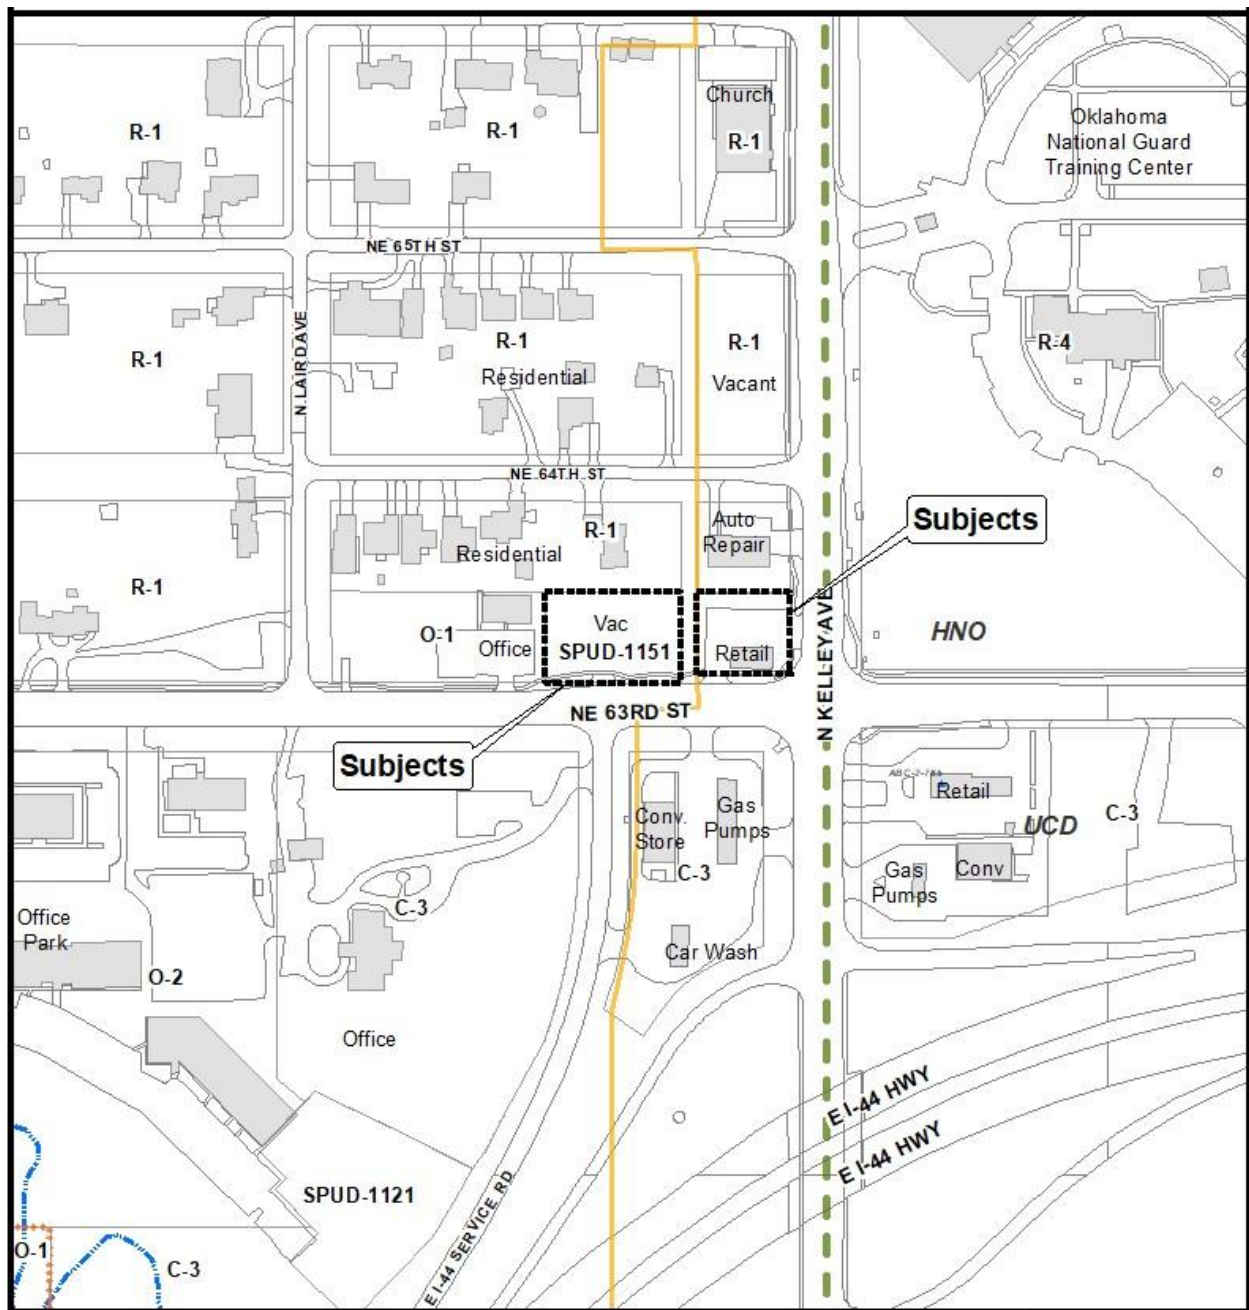 Church
R-1
R-1
R-1
Oklahoma
National Guard
Training Center
NE 65TH ST
N LAIRD AVE
R-1
R-1
Residential
R-1
Vacant
R-4
NE 64TH ST
Subjects
Auto
Repair
R-1
Residential
R-1
O-1
Office
Vac
SPUD-1151
Retail
HNO
N KELLEY AVE
NE 63RD ST
Subjects
Conv.
Store
Gas
Pumps
C-3
Retail
C-3
UCD
Gas
Pumps
Conv
C-3
Office
Park
O-2
Car Wash
Office
E I-44 HWY
E I-44 HWY
SPUD-1121
E I-44 SERVICE RD
O-1
C-3